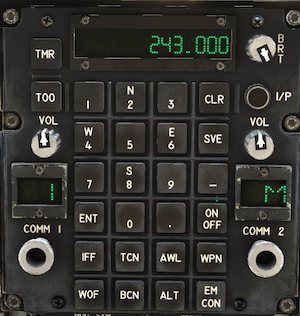 243.000
B
R
T
TMR
TOO
1
N
2
3
CLR
I/P
VOL
W
4
5
E
6
SVE
VOL
1
7
S
8
9
—
M
COMM 1
ENT
0
.
ON
OFF
COMM 2
IFF
TCN
AWL
WPN
WOF
BCN
ALT
EM
CON